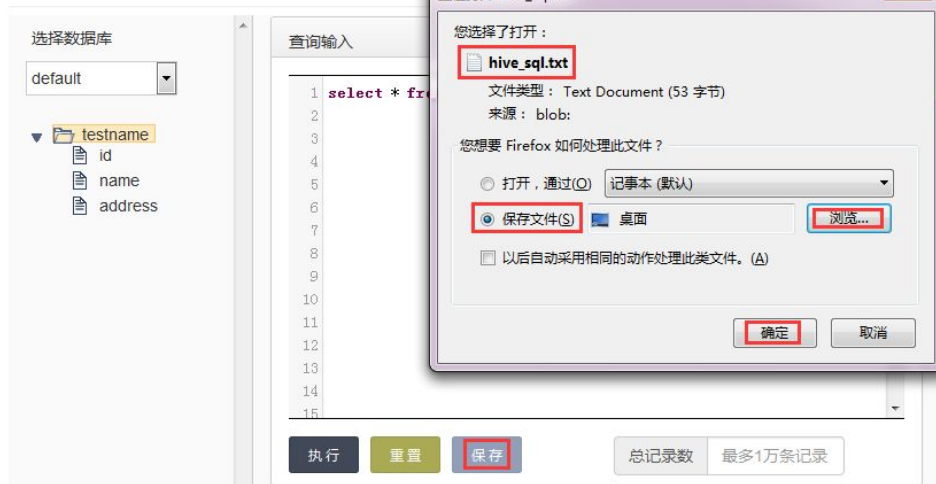 选择数据库
default
testname
id
name
address
查询输入
1 select * fr
2
3
4
5
6
7
8
9
10
11
12
13
14
15
执行
重置
保存
总记录数
最多1万条记录
您选择了打开：
hive_sql.txt
文件类型： Text Document (53 字节)
来源： blob:
您想要 Firefox 如何处理此文件？
打开，通过(O) 记事本 (默认)
保存文件(S) 桌面 浏览...
以后自动采用相同的动作处理此类文件。(A)
确定
取消